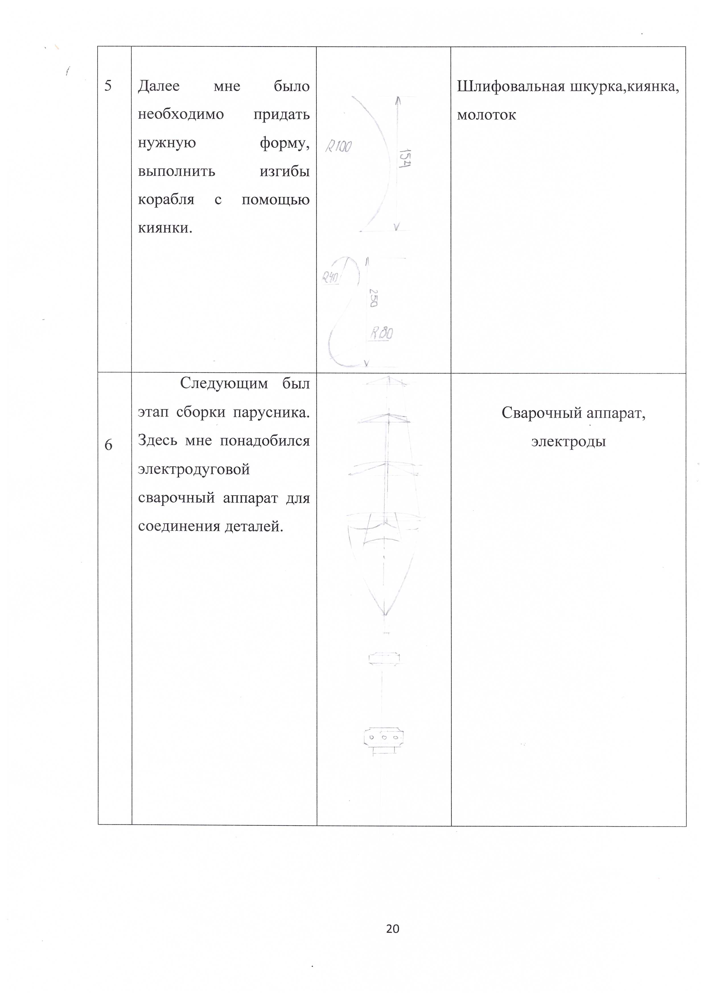 5
Далее мне было
необходимо придать
нужную форму,
выполнить изгибы
корабля с помощью
киянки.
R100
154
R40
250
R80
Шлифовальная шкурка,киянка,
молоток
6
Следующим был
этап сборки парусника.
Здесь мне понадобился
электродуговой
сварочный аппарат для
соединения деталей.
Сварочный аппарат,
электроды
20